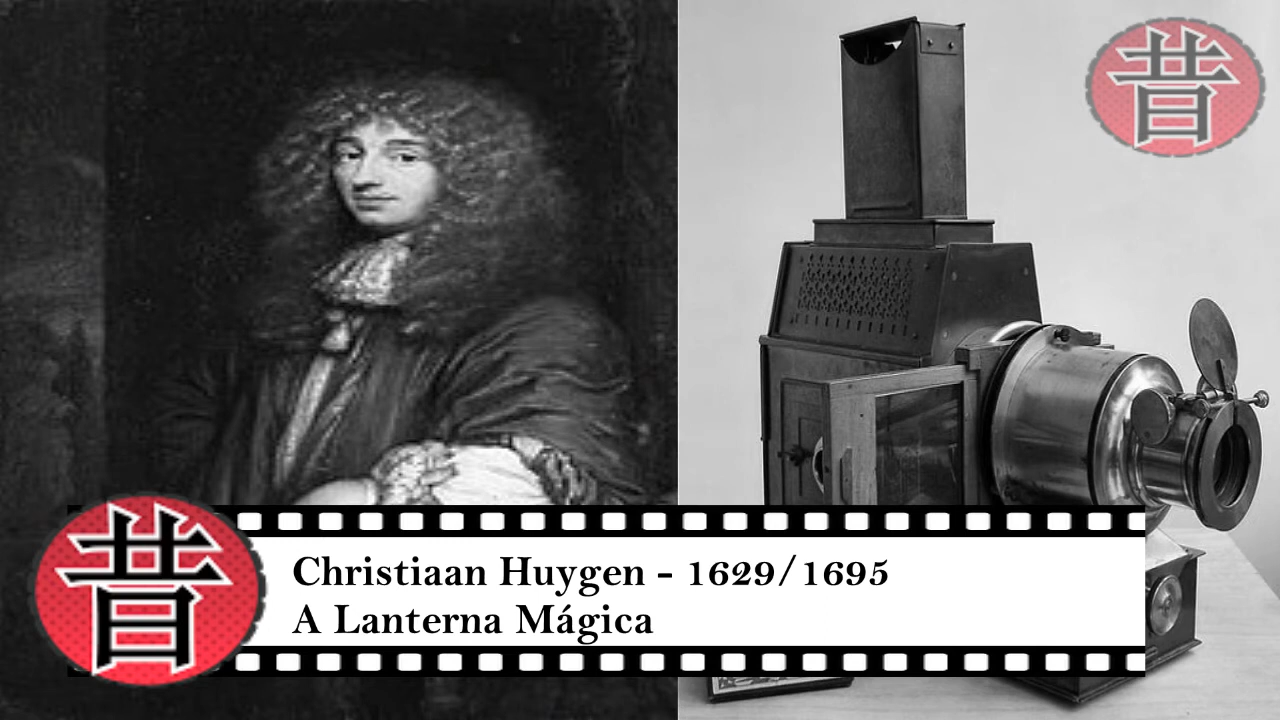 昔
昔
Christiaan Huygen - 1629/1695
A Lanterna Mágica